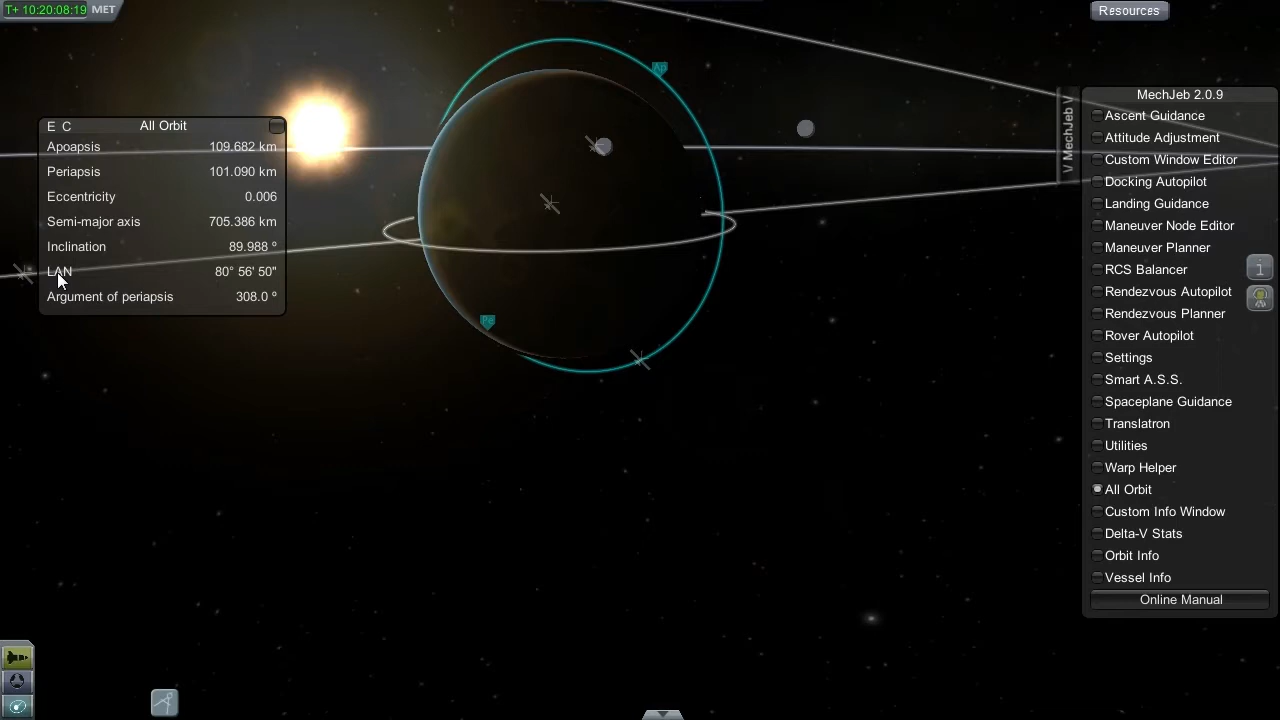 T+ 10:20:08:19 MET
Resources
E C All Orbit
Apoapsis 109.682 km
Periapsis 101.090 km
Eccentricity 0.006
Semi-major axis 705.386 km
Inclination 89.988 º
LAN 80° 56' 50"
Argument of periapsis 308.0 º
Ap
Pe
V MechJeb V
MechJeb 2.0.9
Ascent Guidance
Attitude Adjustment
Custom Window Editor
Docking Autopilot
Landing Guidance
Maneuver Node Editor
Maneuver Planner
RCS Balancer
Rendezvous Autopilot
Rendezvous Planner
Rover Autopilot
Settings
Smart A.S.S.
Spaceplane Guidance
Translatron
Utilities
Warp Helper
All Orbit
Custom Info Window
Delta-V Stats
Orbit Info
Vessel Info
Online Manual